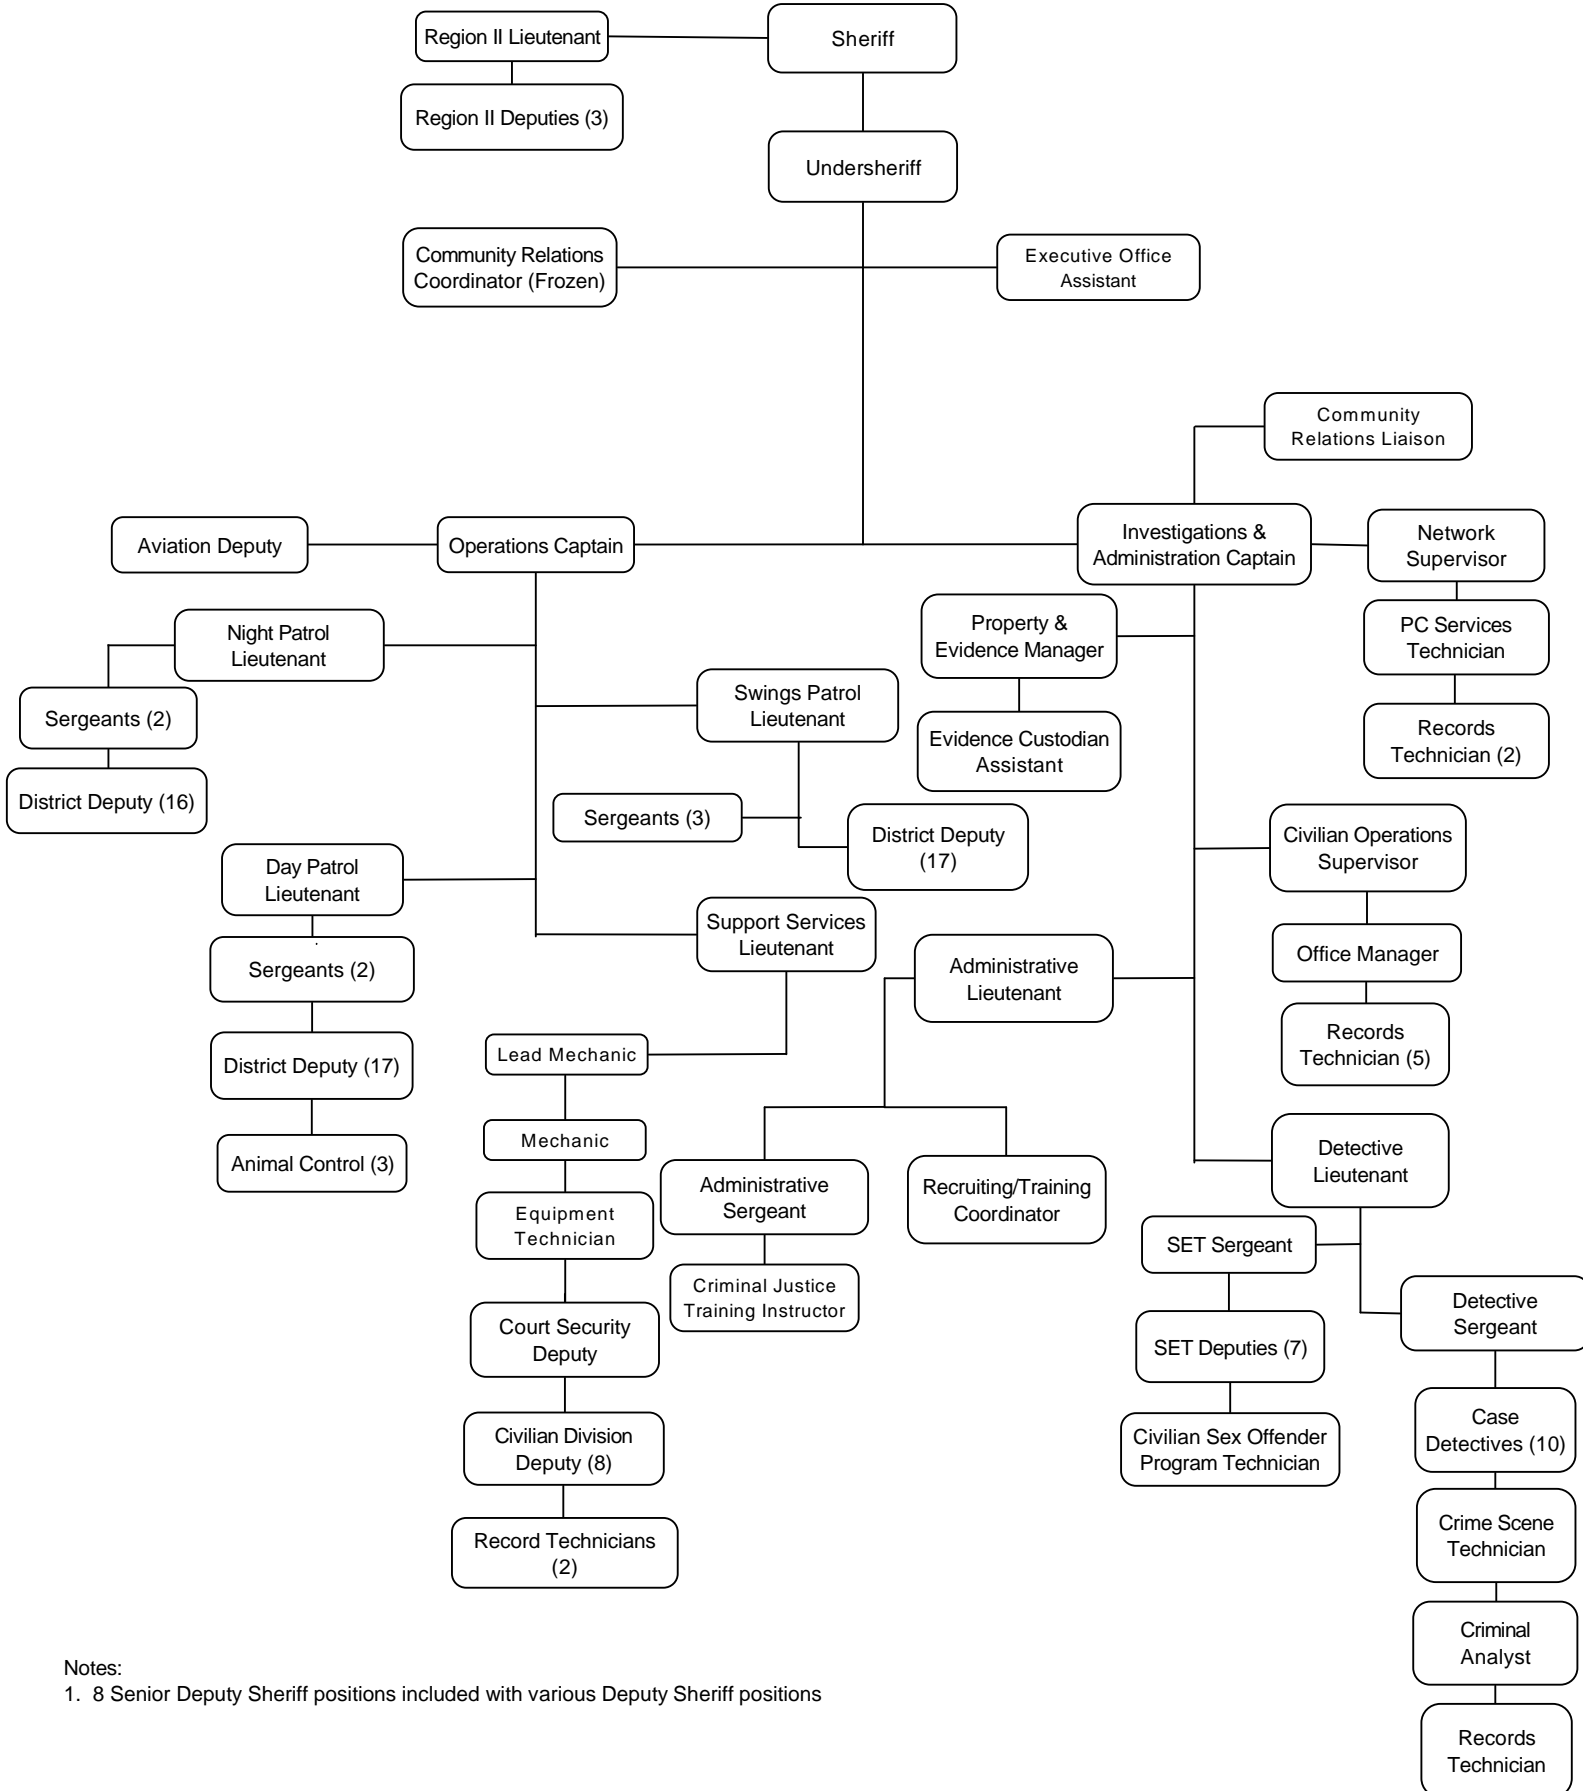 Region II Lieutenant
Sheriff
Region II Deputies (3)
Undersheriff
Community Relations
Coordinator (Frozen)
Executive Office
Assistant
Community
Relations Liaison
Aviation Deputy
Operations Captain
Investigations &
Administration Captain
Network
Supervisor
Night Patrol
Lieutenant
Property &
Evidence Manager
PC Services
Technician
Sergeants (2)
Swings Patrol
Lieutenant
Evidence Custodian
Assistant
Records
Technician (2)
District Deputy (16)
Sergeants (3)
District Deputy
(17)
Civilian Operations
Supervisor
Day Patrol
Lieutenant
Support Services
Lieutenant
Office Manager
Sergeants (2)
Administrative
Lieutenant
Records
Technician (5)
District Deputy (17)
Lead Mechanic
Animal Control (3)
Mechanic
Detective
Lieutenant
Administrative
Sergeant
Recruiting/Training
Coordinator
Equipment
Technician
SET Sergeant
Criminal Justice
Training Instructor
Detective
Sergeant
Court Security
Deputy
SET Deputies (7)
Case
Detectives (10)
Civilian Division
Deputy (8)
Civilian Sex Offender
Program Technician
Crime Scene
Technician
Record Technicians
(2)
Criminal
Analyst
Records
Technician
Notes:
1. 8 Senior Deputy Sheriff positions included with various Deputy Sheriff positions